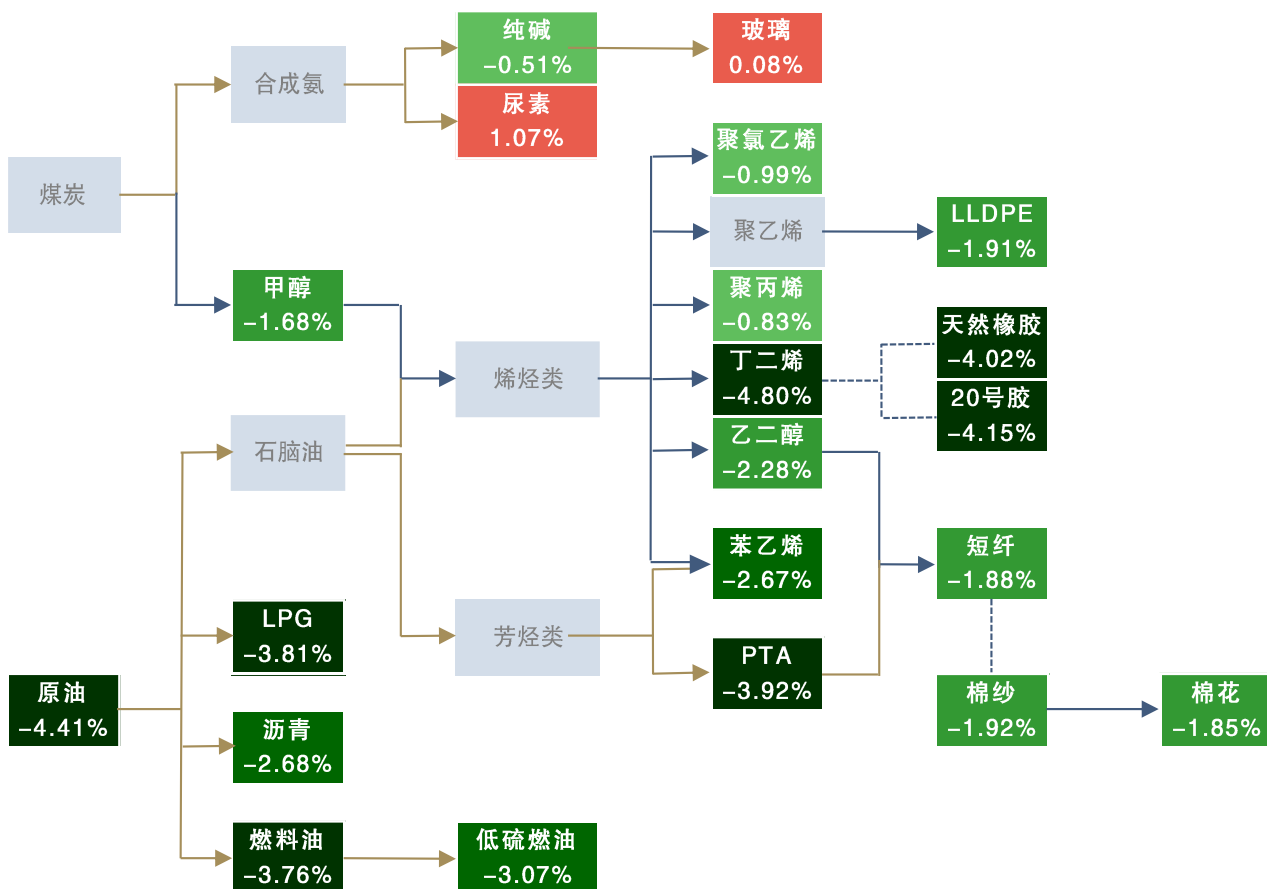 纯碱
-0.51%
玻璃
0.08%
合成氨
尿素
1.07%
聚氯乙烯
-0.99%
煤炭
聚乙烯
LLDPE
-1.91%
甲醇
-1.68%
聚丙烯
-0.83%
天然橡胶
-4.02%
烯烃类
丁二烯
-4.80%
20号胶
-4.15%
石脑油
乙二醇
-2.28%
苯乙烯
-2.67%
短纤
-1.88%
LPG
-3.81%
芳烃类
PTA
-3.92%
原油
-4.41%
沥青
-2.68%
棉纱
-1.92%
棉花
-1.85%
燃料油
-3.76%
低硫燃油
-3.07%